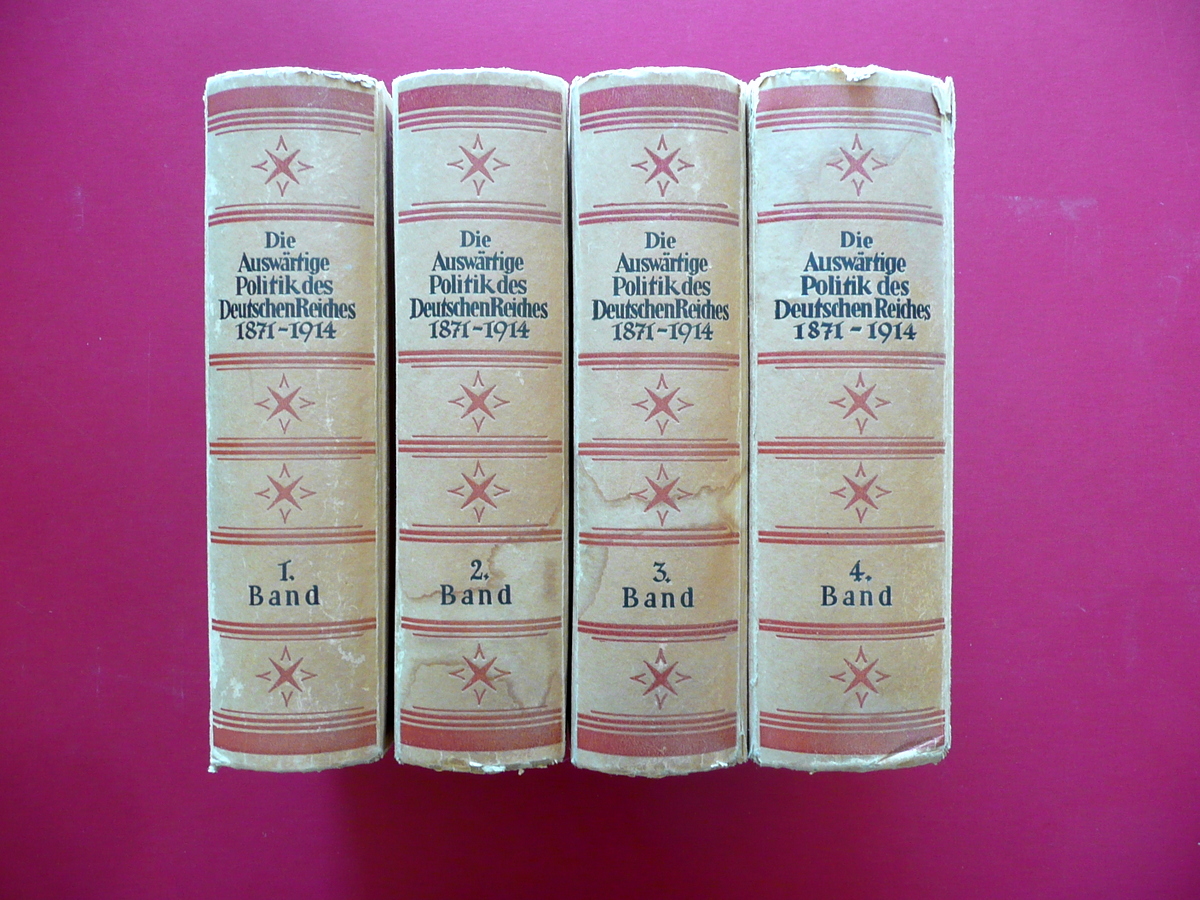 Die
Auswärtige
Politik des
Deutschen Reiches
1871-1914
1.
Band
Die
Auswärtige
Politik des
Deutschen Reiches
1871-1914
2.
Band
Die
Auswärtige
Politik des
Deutschen Reiches
1871-1914
3.
Band
Die
Auswärtige
Politik des
Deutschen Reiches
1871-1914
4.
Band